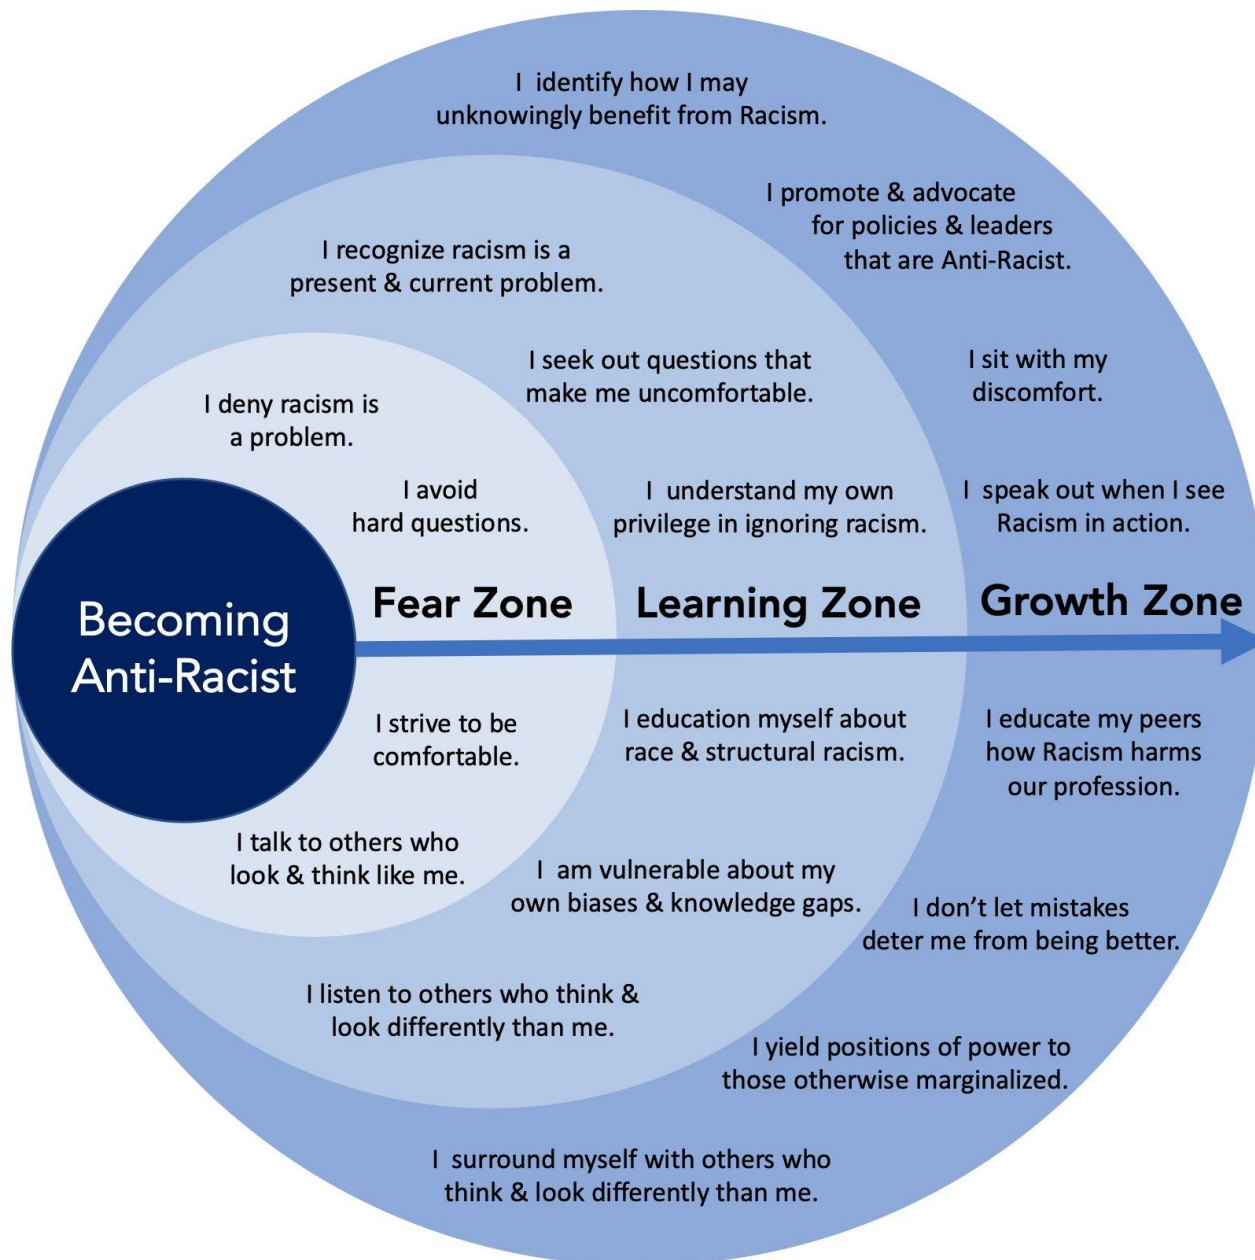 I identify how I may
unknowingly benefit from Racism.
I promote & advocate
for policies & leaders
that are Anti-Racist.
I recognize racism is a
present & current problem.
I seek out questions that
make me uncomfortable.
I sit with my
discomfort.
I deny racism is
a problem.
I avoid
hard questions.
I understand my own
privilege in ignoring racism.
I speak out when I see
Racism in action.
Becoming
Anti-Racist
Fear Zone
Learning Zone
Growth Zone
I strive to be
comfortable.
I education myself about
race & structural racism.
I educate my peers
how Racism harms
our profession.
I talk to others who
look & think like me.
I am vulnerable about my
own biases & knowledge gaps.
I don’t let mistakes
deter me from being better.
I listen to others who think &
look differently than me.
I yield positions of power to
those otherwise marginalized.
I surround myself with others who
think & look differently than me.